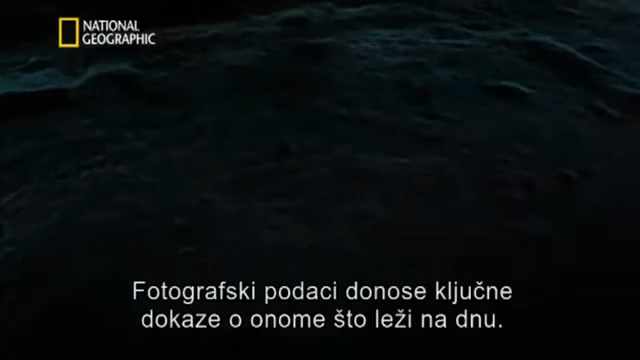 NATIONAL
GEOGRAPHIC
Fotografski podaci donose ključne
dokaze o onome što leži na dnu.